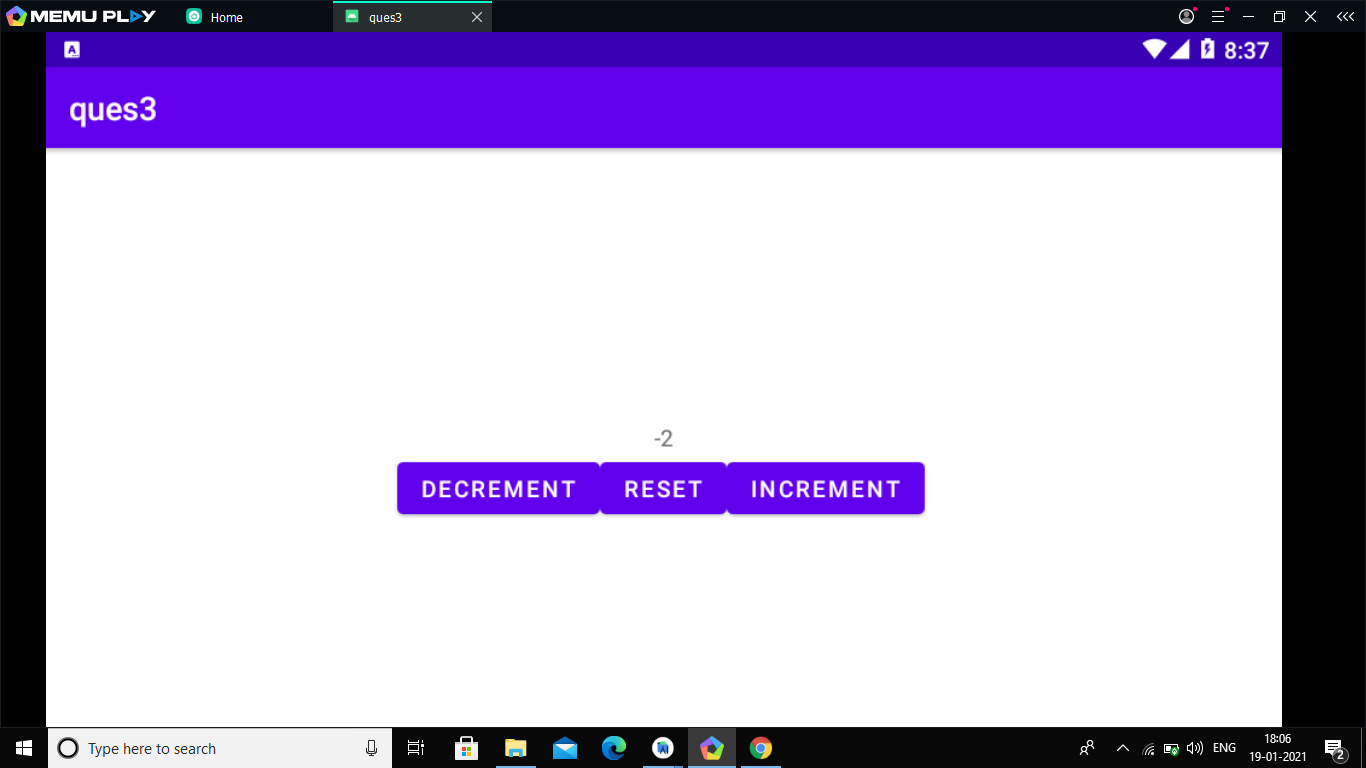 MEMU PLAY
Home
ques3
8:37
ques3
-2
DECREMENT RESET INCREMENT
Type here to search
ENG
18:06
19-01-2021
2